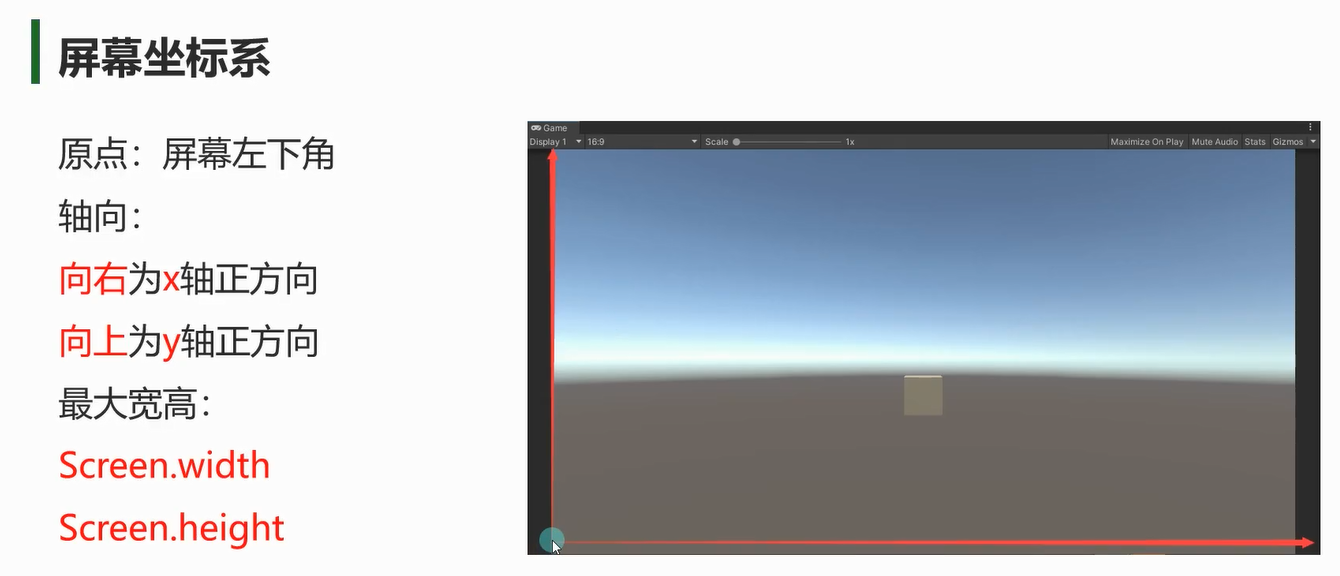 屏幕坐标系
原点：屏幕左下角
轴向：
向右为x轴正方向
向上为y轴正方向
最大宽高：
Screen.width
Screen.height
Game
Display 1 16:9 Scale 1x Maximize On Play Mute Audio Stats Gizmos